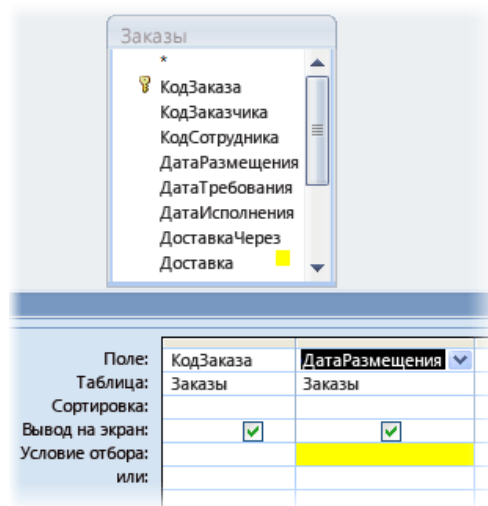 Заказы
*
КодЗаказа
КодЗаказчика
КодСотрудника
ДатаРазмещения
ДатаТребования
ДатаИсполнения
ДоставкаЧерез
Доставка
Поле: КодЗаказа ДатаРазмещения
Таблица: Заказы Заказы
Сортировка:
Вывод на экран:
Условие отбора:
или: